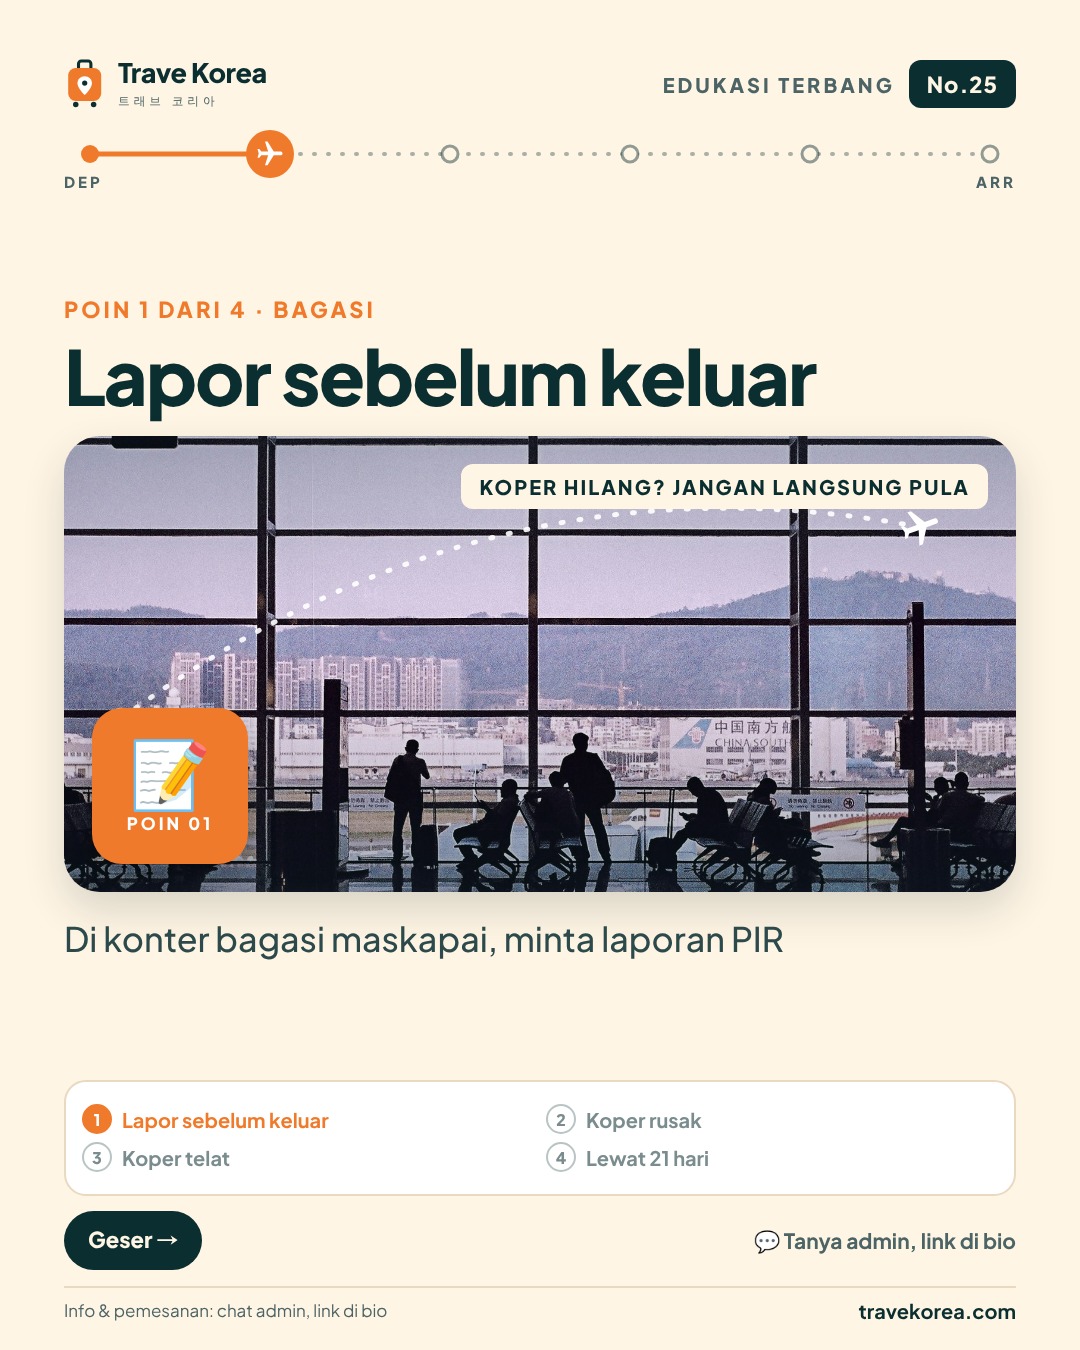 Trave Korea
트래브 코리아
EDUKASI TERBANG
No.25
DEP
ARR
POIN 1 DARI 4 · BAGASI
Lapor sebelum keluar
KOPER HILANG? JANGAN LANGSUNG PULA
中国南方航
CHINA SOUTH
POIN 01
Di konter bagasi maskapai, minta laporan PIR
1 Lapor sebelum keluar
2 Koper rusak
3 Koper telat
4 Lewat 21 hari
Geser →
💬 Tanya admin, link di bio
Info & pemesanan: chat admin, link di bio
travekorea.com